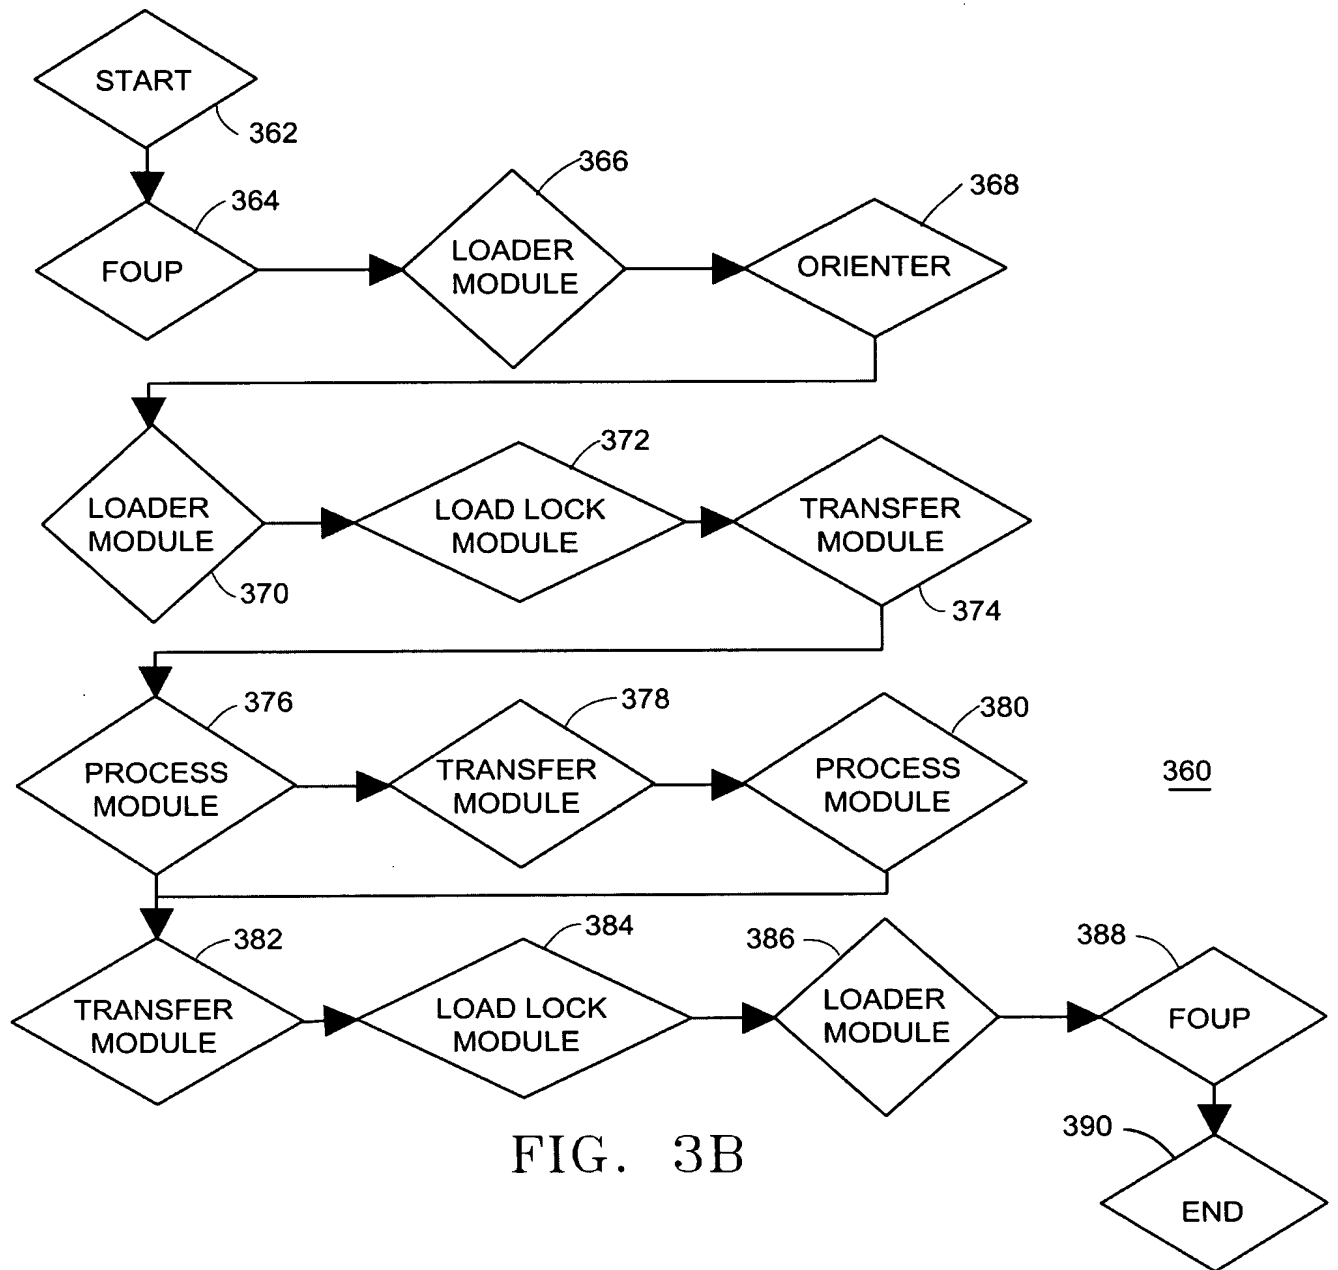 START
362
364
FOUP
366
LOADER
MODULE
368
ORIENTER
LOADER
MODULE
370
372
LOAD LOCK
MODULE
TRANSFER
MODULE
374
376
PROCESS
MODULE
378
TRANSFER
MODULE
380
PROCESS
MODULE
360
382
TRANSFER
MODULE
384
LOAD LOCK
MODULE
386
LOADER
MODULE
388
FOUP
390
END
FIG. 3B